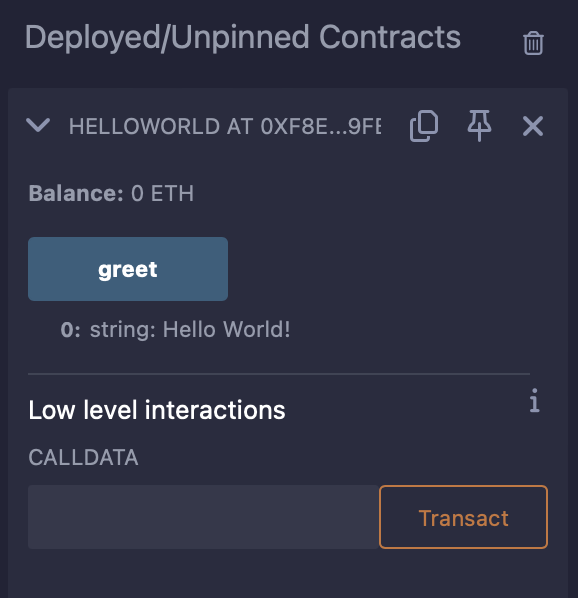 Deployed/Unpinned Contracts
HELLOWORLD AT 0XF8E...9FE
Balance: 0 ETH
greet
0: string: Hello World!
Low level interactions
i
CALLDATA
Transact